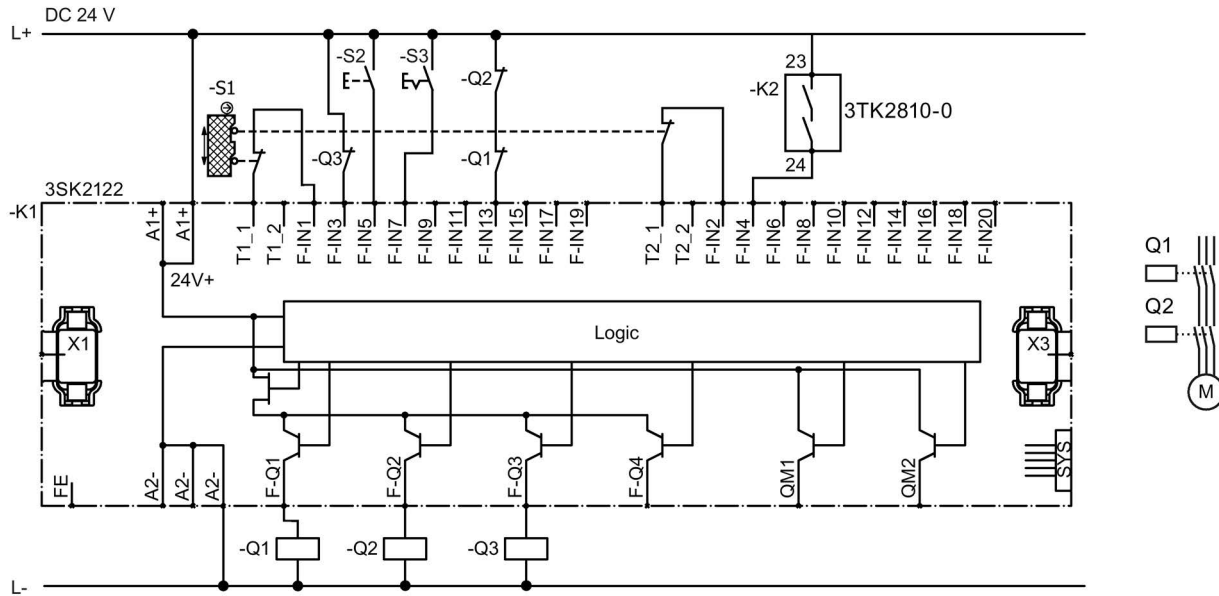 DC 24 V
L+
-S2
-S3
23
-S1
-Q2
-K2
3TK2810-0
-Q3
-Q1
24
3SK2122
-K1
A1+ A1+ T1_1 T1_2 F-IN1 F-IN3 F-IN5 F-IN7 F-IN9 F-IN11 F-IN13 F-IN15 F-IN17 F-IN19 T2_1 T2_2 F-IN2 F-IN4 F-IN6 F-IN8 F-IN10 F-IN12 F-IN14 F-IN16 F-IN18 F-IN20
24V+
Q1
Q2
Logic
X1
X3
M
FE A2- A2- A2- F-Q1 F-Q2 F-Q3 F-Q4 QM1 QM2 SYS
-Q1
-Q2
-Q3
L-